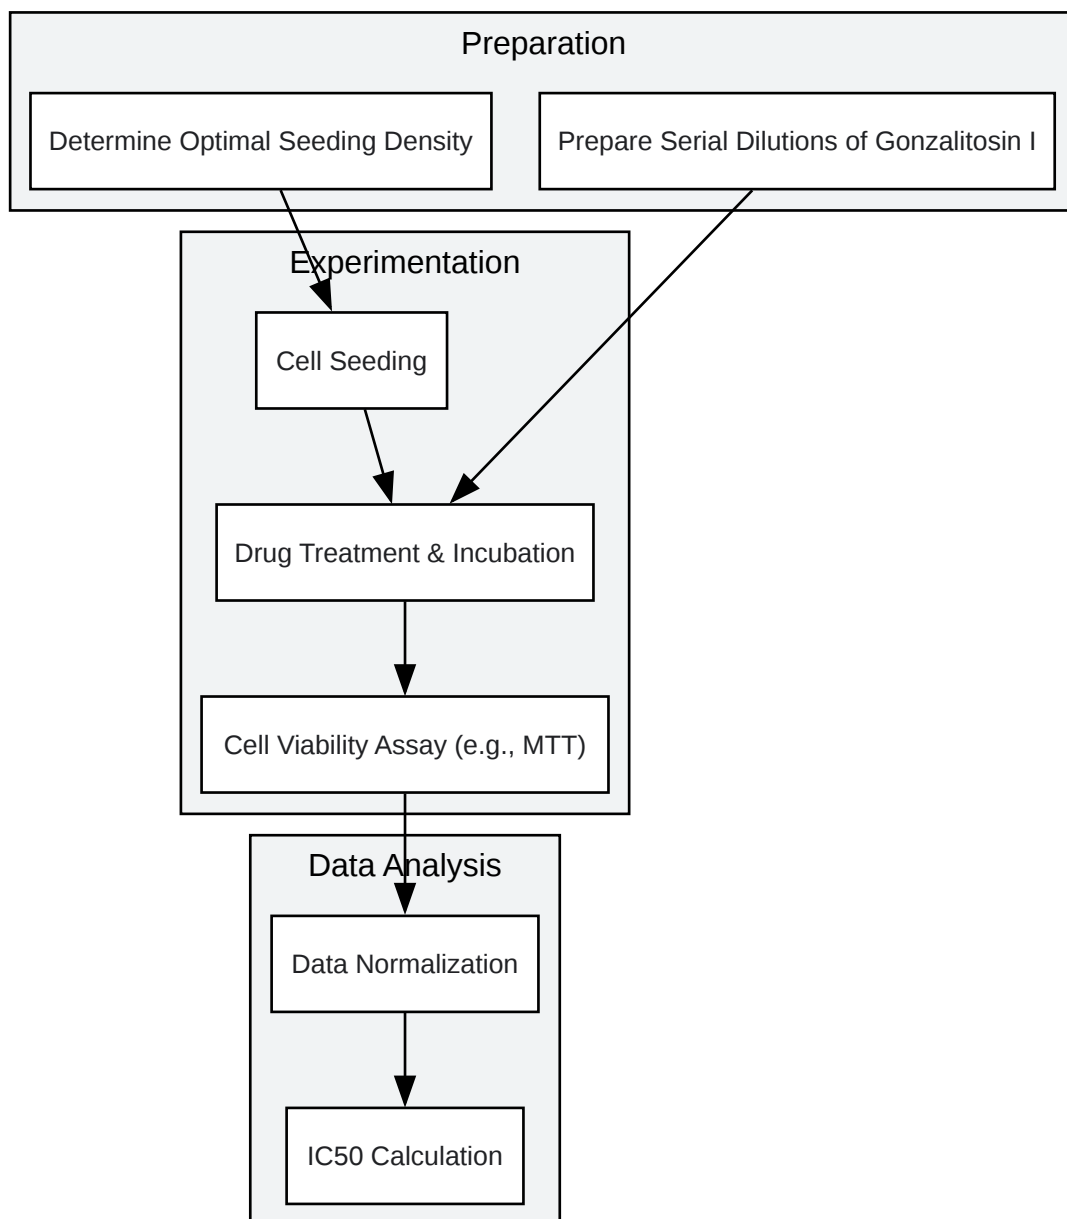 Preparation
Determine Optimal Seeding Density
Prepare Serial Dilutions of Gonzalitosin I
Experimentation
Cell Seeding
Drug Treatment & Incubation
Cell Viability Assay (e.g., MTT)
Data Analysis
Data Normalization
IC50 Calculation